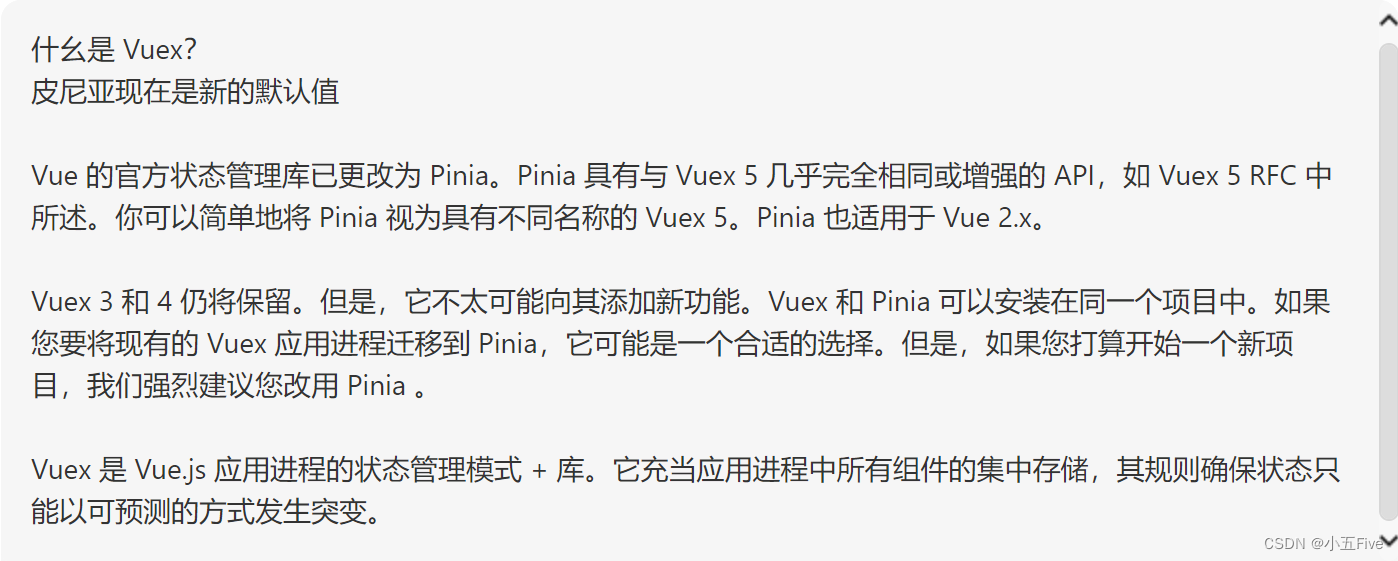 什么是 Vuex？
皮尼亚现在是新的默认值
Vue 的官方状态管理库已更改为 Pinia。Pinia 具有与 Vuex 5 几乎完全相同或增强的 API，如 Vuex 5 RFC 中
所述。你可以简单地将 Pinia 视为具有不同名称的 Vuex 5。Pinia 也适用于 Vue 2.x。
Vuex 3 和 4 仍将保留。但是，它不太可能向其添加新功能。Vuex 和 Pinia 可以安装在同一个项目中。如果
您要将现有的 Vuex 应用进程迁移到 Pinia，它可能是一个合适的选择。但是，如果您打算开始一个新项
目，我们强烈建议您改用 Pinia 。
Vuex 是 Vue.js 应用进程的状态管理模式 + 库。它充当应用进程中所有组件的集中存储，其规则确保状态只
能以可预测的方式发生突变。
CSDN @小五Five